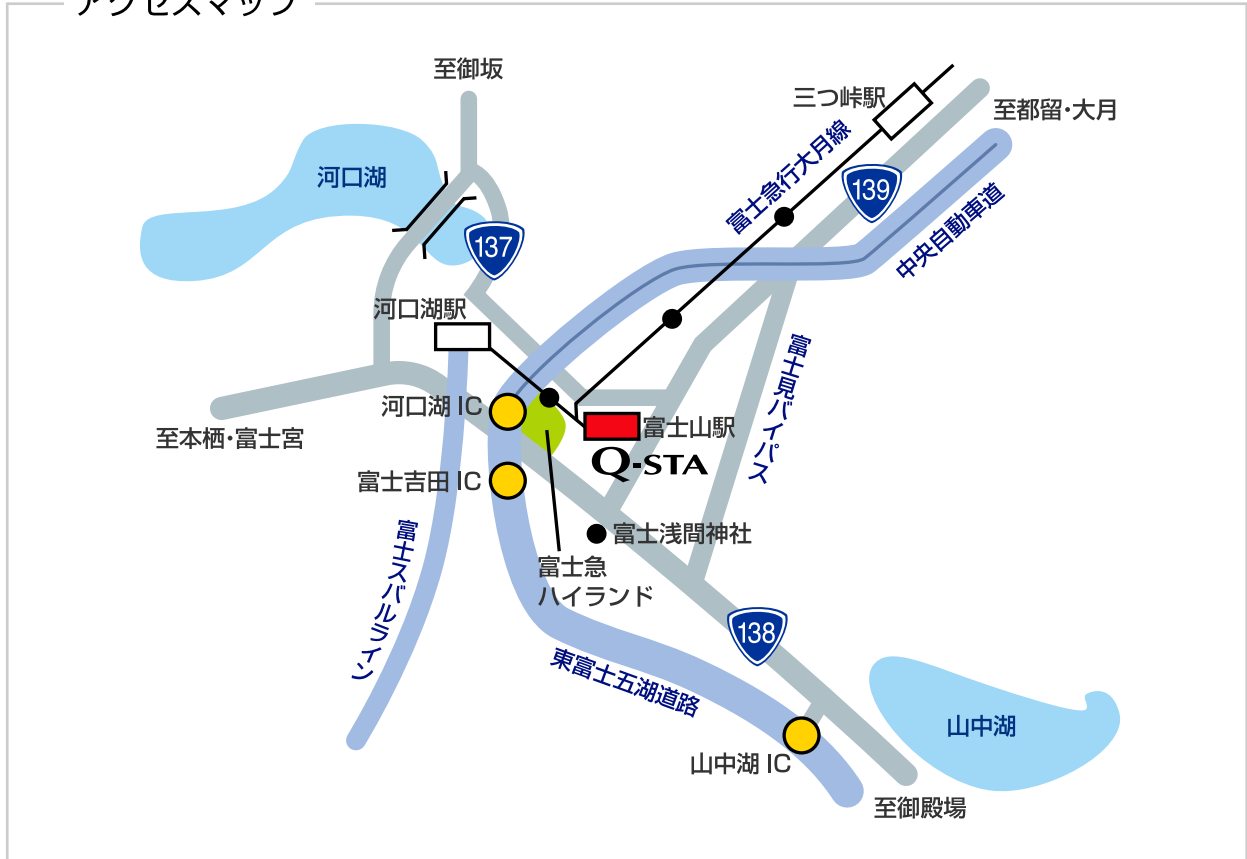 アクセスマップ
至御坂
三つ峠駅
至都留・大月
富士急行大月線
河口湖
139
137
中央自動車道
河口湖駅
富士見バイパス
河口湖 IC
富士山駅
至本栖・富士宮
Q-STA
富士吉田 IC
富士浅間神社
富士スバルライン
富士急
ハイランド
138
東富士五湖道路
山中湖
山中湖 IC
至御殿場